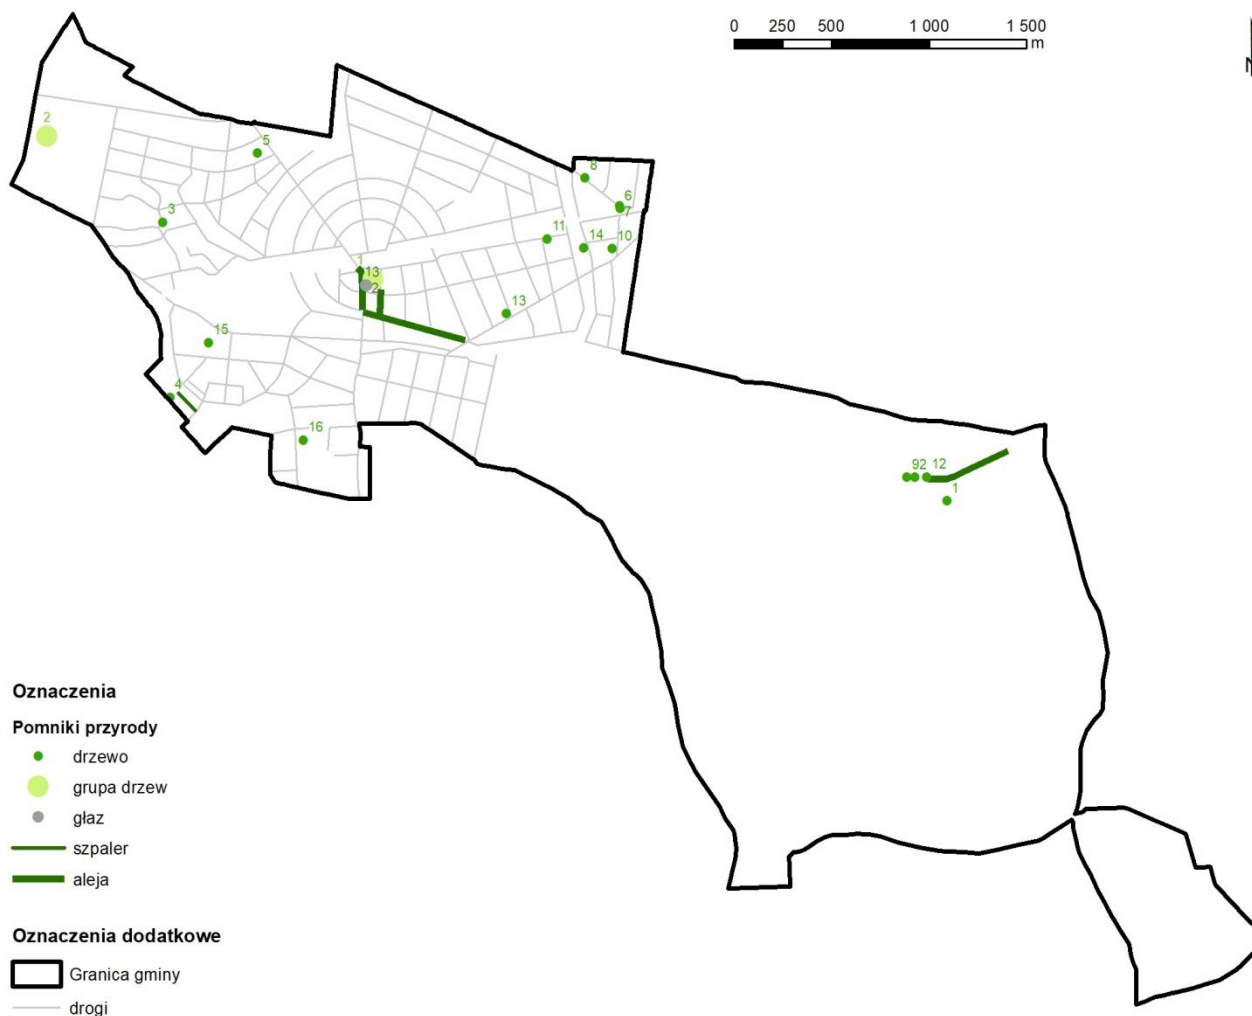 0 250 500 1 000 1 500
m
N
2
5
8
3
6
7
11
14
10
1
13
2
13
15
4
16
92 12
1
Oznaczenia
Pomniki przyrody
drzewo
grupa drzew
głaz
szpaler
aleja
Oznaczenia dodatkowe
Granica gminy
drogi